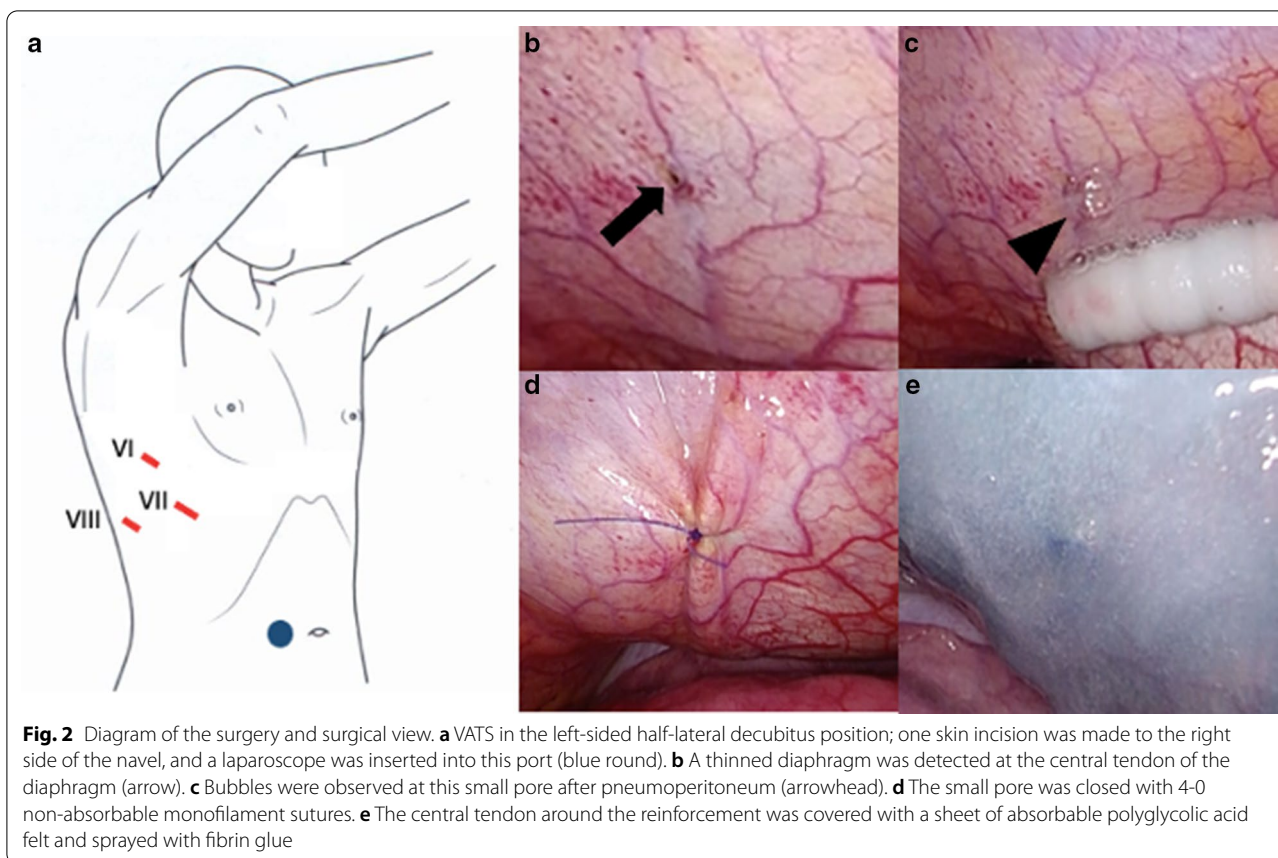 a
b
c
VI
VII
VIII
d
e
Fig. 2 Diagram of the surgery and surgical view. a VATS in the left-sided half-lateral decubitus position; one skin incision was made to the right
side of the navel, and a laparoscope was inserted into this port (blue round). b A thinned diaphragm was detected at the central tendon of the
diaphragm (arrow). c Bubbles were observed at this small pore after pneumoperitoneum (arrowhead). d The small pore was closed with 4-0
non-absorbable monofilament sutures. e The central tendon around the reinforcement was covered with a sheet of absorbable polyglycolic acid
felt and sprayed with fibrin glue